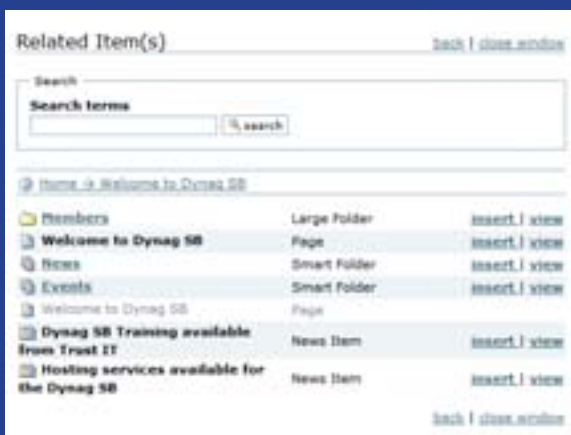 Related Item(s) back | close window
Search
Search terms
search
Home → Welcome to Dynag SB
Members Large Folder insert | view
Welcome to Dynag SB Page insert | view
News Smart Folder insert | view
Events Smart Folder insert | view
Welcome to Dynag SB Page
Dynag SB Training available News Item insert | view
from Trust IT
Hosting services available for News Item insert | view
the Dynag SB
back | close window